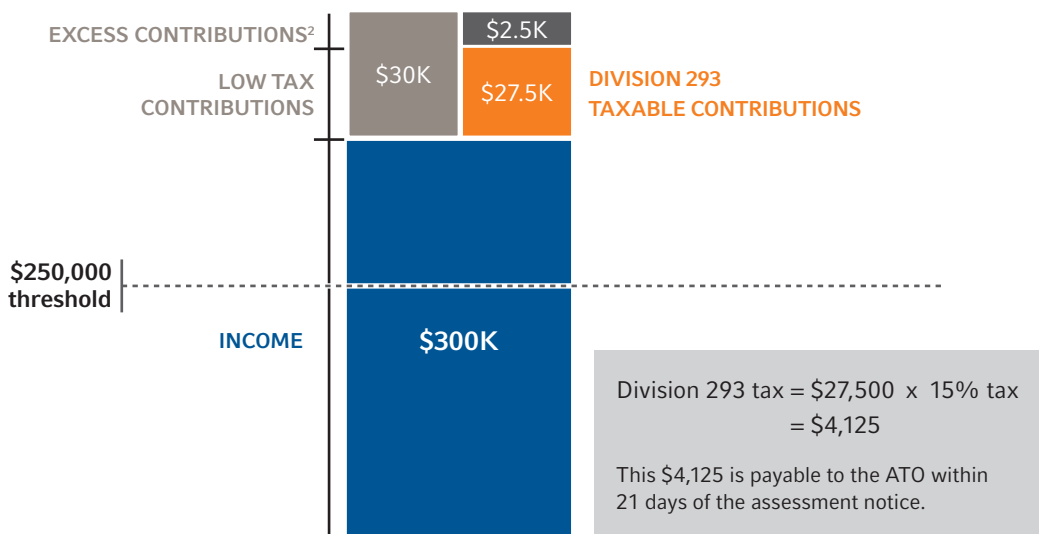 EXCESS CONTRIBUTIONS²
$2.5K
LOW TAX
CONTRIBUTIONS
$30K
$27.5K
DIVISION 293
TAXABLE CONTRIBUTIONS
$250,000
threshold
INCOME
$300K
Division 293 tax = $27,500 x 15% tax
= $4,125
This $4,125 is payable to the ATO within
21 days of the assessment notice.